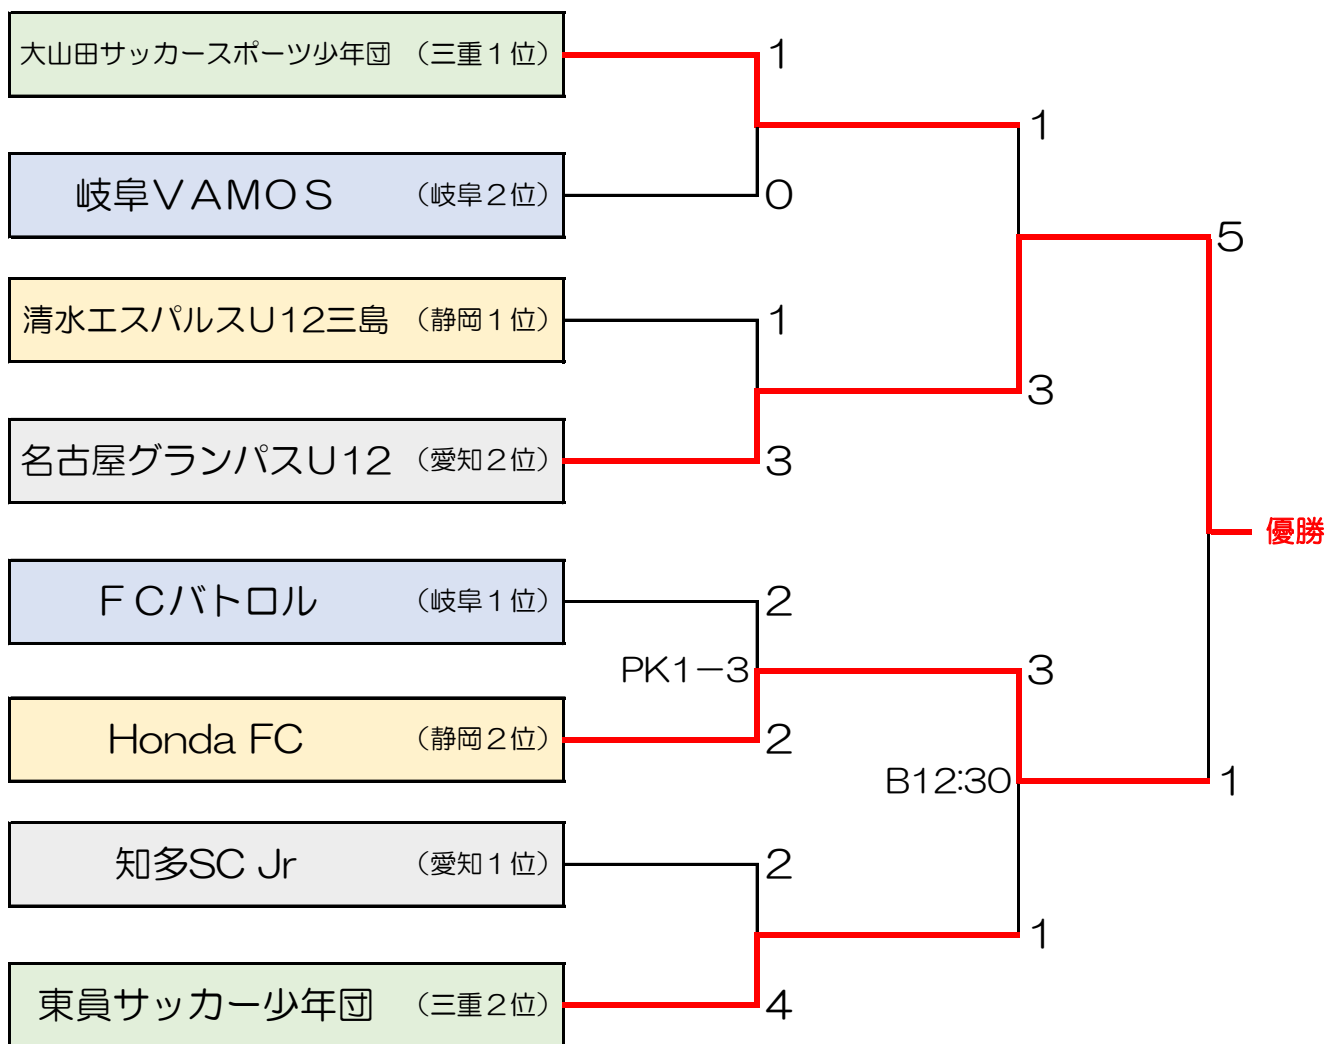 大山田サッカースポーツ少年団 （三重１位） 1
1
岐阜ＶＡＭＯＳ （岐阜２位） 0
5
清水エスパルスU12三島 （静岡１位） 1
3
名古屋グランパスU12 （愛知２位） 3
優勝
ＦＣバトロル （岐阜１位） 2
PK1－3 3
Honda FC （静岡２位） 2
B12:30 1
知多SC Jr （愛知１位） 2
1
東員サッカー少年団 （三重２位） 4